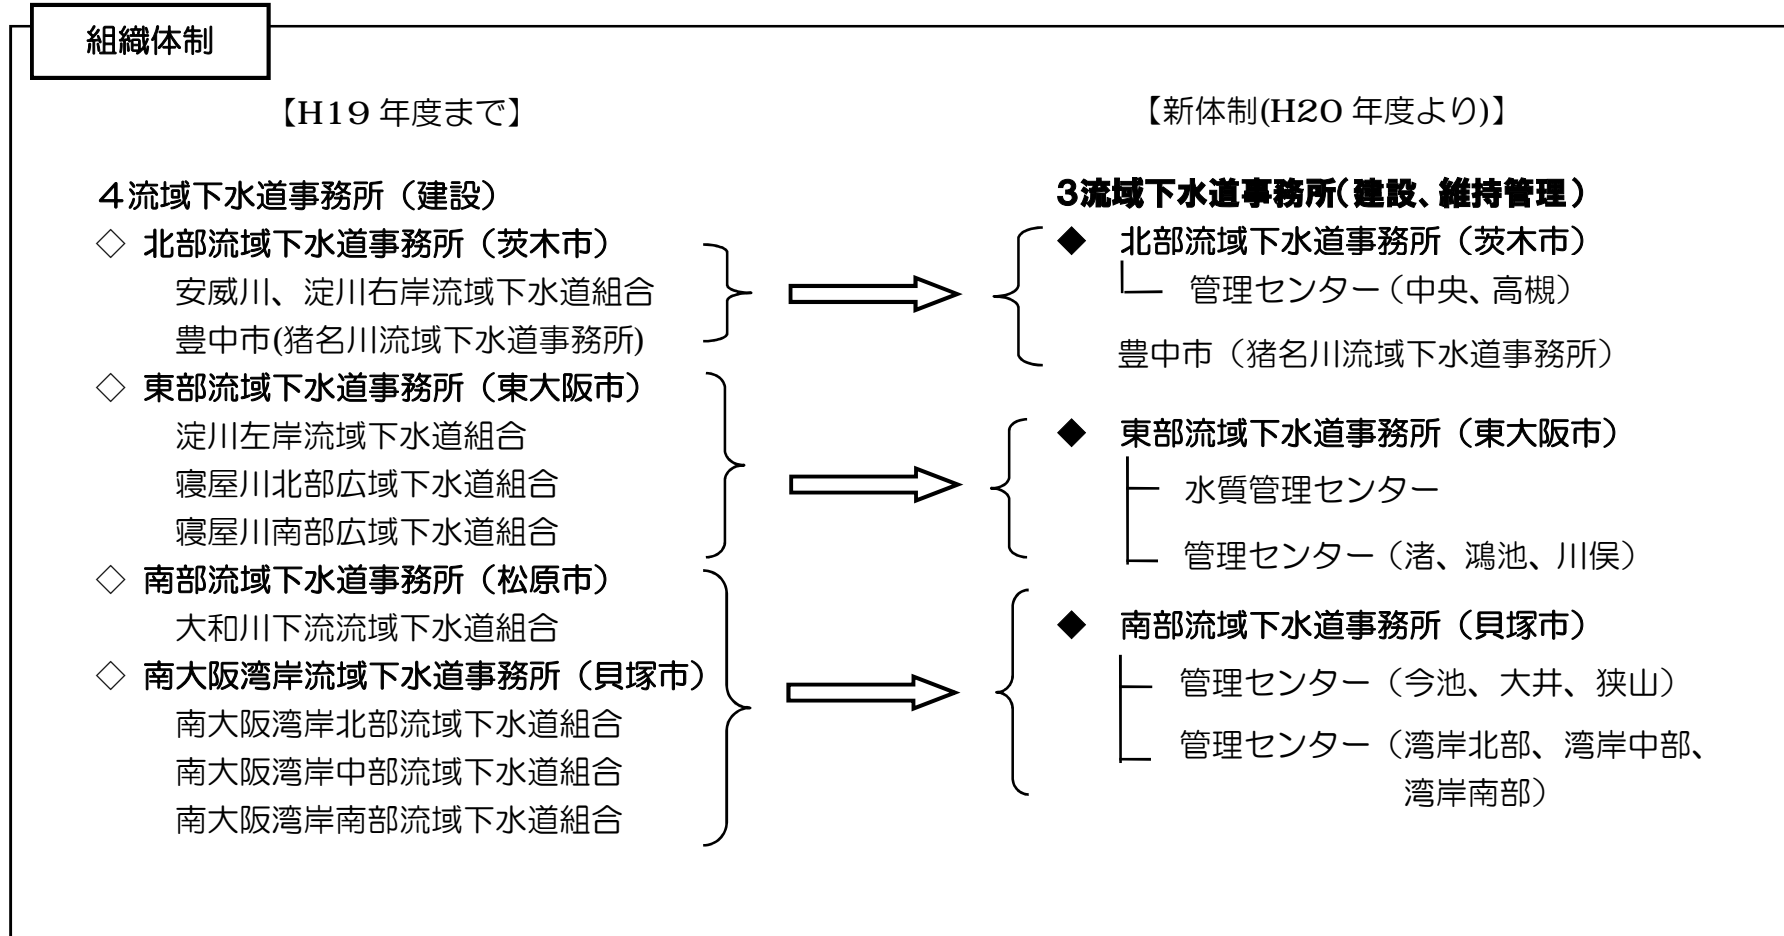 組織体制
【H19 年度まで】
4流域下水道事務所（建設）
◇ 北部流域下水道事務所（茨木市）
安威川、淀川右岸流域下水道組合
豊中市(猪名川流域下水道事務所)
◇ 東部流域下水道事務所（東大阪市）
淀川左岸流域下水道組合
寝屋川北部広域下水道組合
寝屋川南部広域下水道組合
◇ 南部流域下水道事務所（松原市）
大和川下流流域下水道組合
◇ 南大阪湾岸流域下水道事務所（貝塚市）
南大阪湾岸北部流域下水道組合
南大阪湾岸中部流域下水道組合
南大阪湾岸南部流域下水道組合
【新体制(H20 年度より)】
3流域下水道事務所(建設、維持管理)
◆ 北部流域下水道事務所（茨木市）
管理センター（中央、高槻）
豊中市（猪名川流域下水道事務所）
◆ 東部流域下水道事務所（東大阪市）
水質管理センター
管理センター（渚、鴻池、川俣）
◆ 南部流域下水道事務所（貝塚市）
管理センター（今池、大井、狭山）
管理センター（湾岸北部、湾岸中部、
湾岸南部）